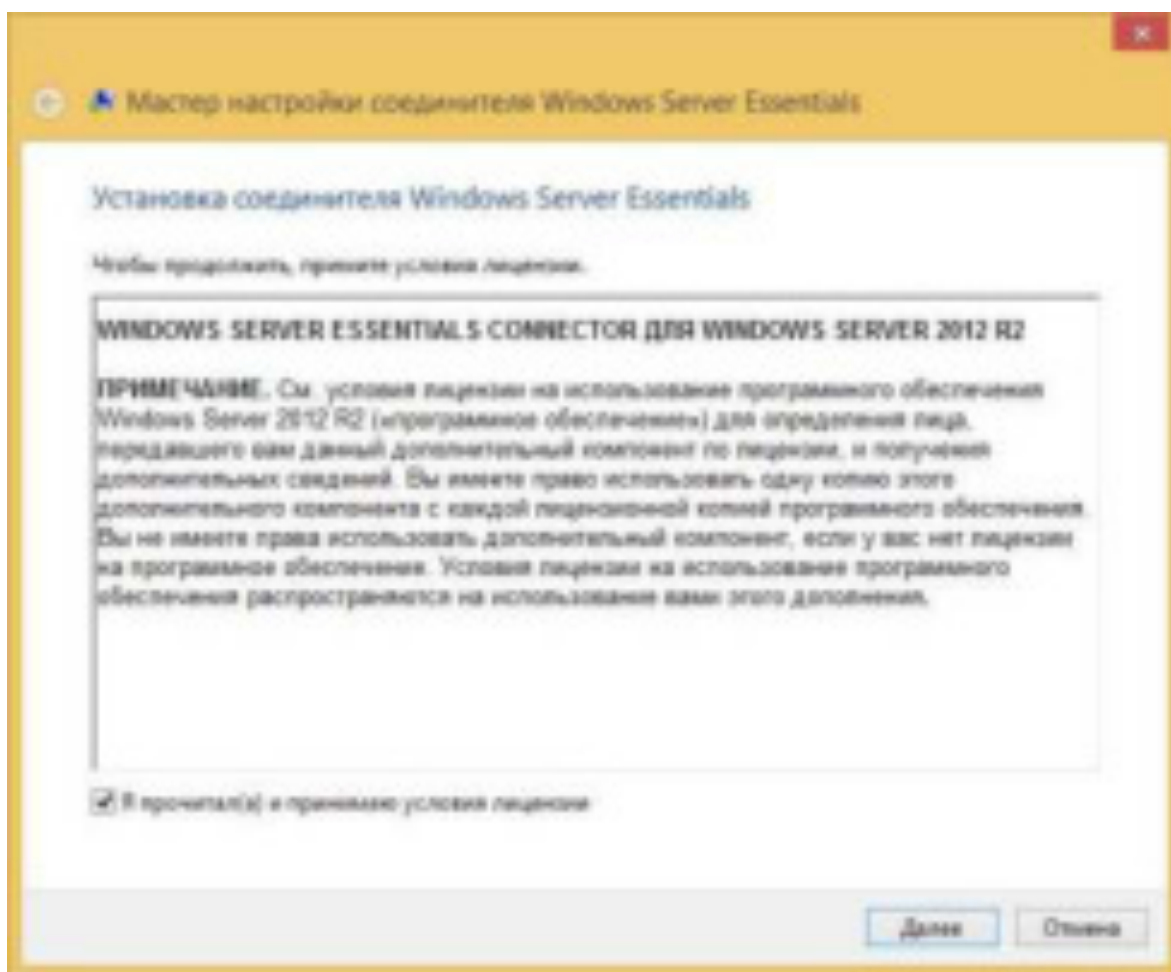 Мастер настройки соединителя Windows Server Essentials
Установка соединителя Windows Server Essentials
Чтобы продолжить, примите условия лицензии.
WINDOWS SERVER ESSENTIALS CONNECTOR ДЛЯ WINDOWS SERVER 2012 R2
ПРИМЕЧАНИЕ. См. условия лицензии на использование программного обеспечения
Windows Server 2012 R2 («программное обеспечение») для определения лица,
передавшего вам данный дополнительный компонент по лицензии, и получения
дополнительных сведений. Вы имеете право использовать одну копию этого
дополнительного компонента с каждой лицензионной копией программного обеспечения.
Вы не имеете права использовать дополнительный компонент, если у вас нет лицензии
на программное обеспечение. Условия лицензии на использование программного
обеспечения распространяются на использование вами этого дополнения.
Я прочитал(а) и принимаю условия лицензии
Далее
Отмена